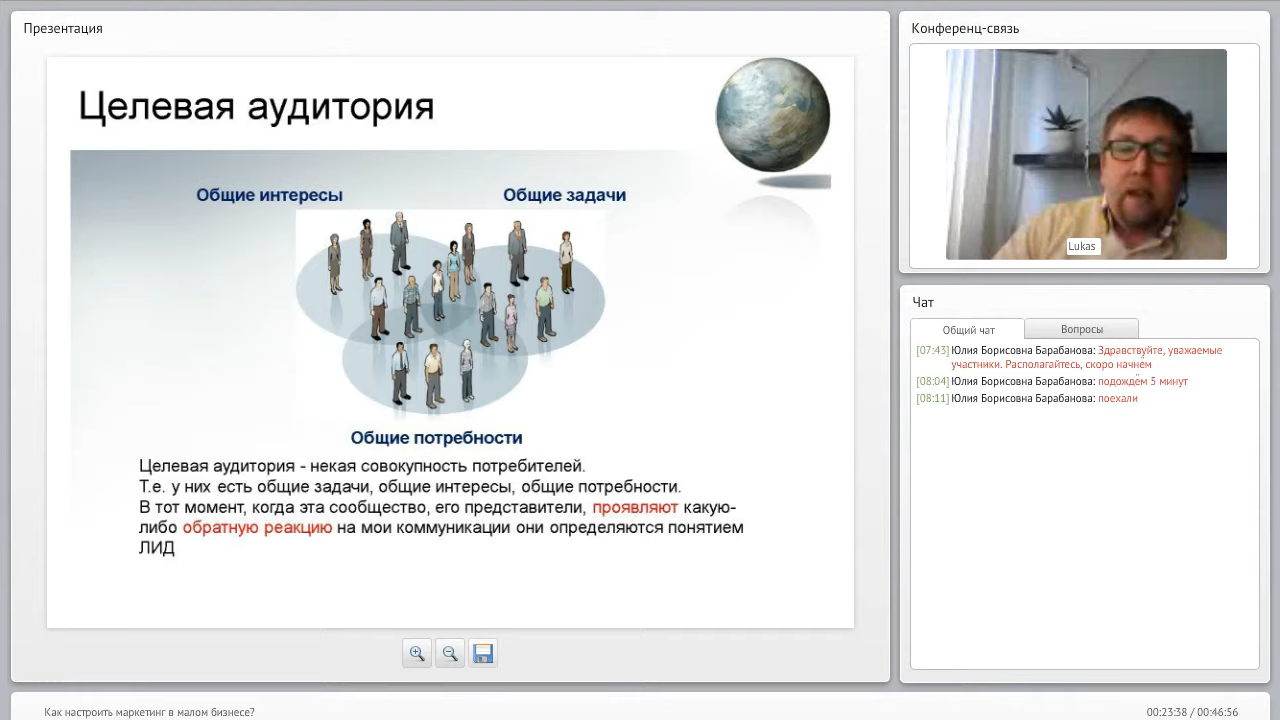 Презентация
Целевая аудитория
Общие интересы
Общие задачи
Общие потребности
Целевая аудитория - некая совокупность потребителей.
Т.е. у них есть общие задачи, общие интересы, общие потребности.
В тот момент, когда эта сообщество, его представители, проявляют какую-
либо обратную реакцию на мои коммуникации они определяются понятием
ЛИД
Конференц-связь
Lukas
Чат
Общий чат
Вопросы
[07:43] Юлия Борисовна Барабанова: Здравствуйте, уважаемые
участники. Располагайтесь, скоро начнём
[08:04] Юлия Борисовна Барабанова: подождём 5 минут
[08:11] Юлия Борисовна Барабанова: поехали
Как настроить маркетинг в малом бизнесе?
00:23:38 / 00:46:56